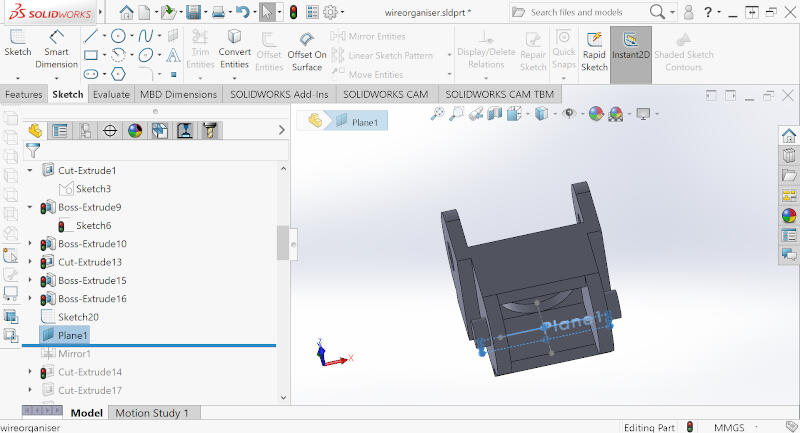 SOLIDWORKS
wireorganiser.sldprt *
Search files and models
?
Sketch
Smart Dimension
Trim Entities
Convert Entities
Offset Entities
Offset On Surface
Mirror Entities
Linear Sketch Pattern
Move Entities
Display/Delete Relations
Repair Sketch
Quick Snaps
Rapid Sketch
Instant2D
Shaded Sketch Contours
Features
Sketch
Evaluate
MBD Dimensions
SOLIDWORKS Add-Ins
SOLIDWORKS CAM
SOLIDWORKS CAM TBM
Plane1
Cut-Extrude1
Sketch3
Boss-Extrude9
Sketch6
Boss-Extrude10
Cut-Extrude13
Boss-Extrude15
Boss-Extrude16
Sketch20
Plane1
Mirror1
Cut-Extrude14
Cut-Extrude17
Plane1
Z
X
Model
Motion Study 1
wireorganiser
Editing Part
MMGS